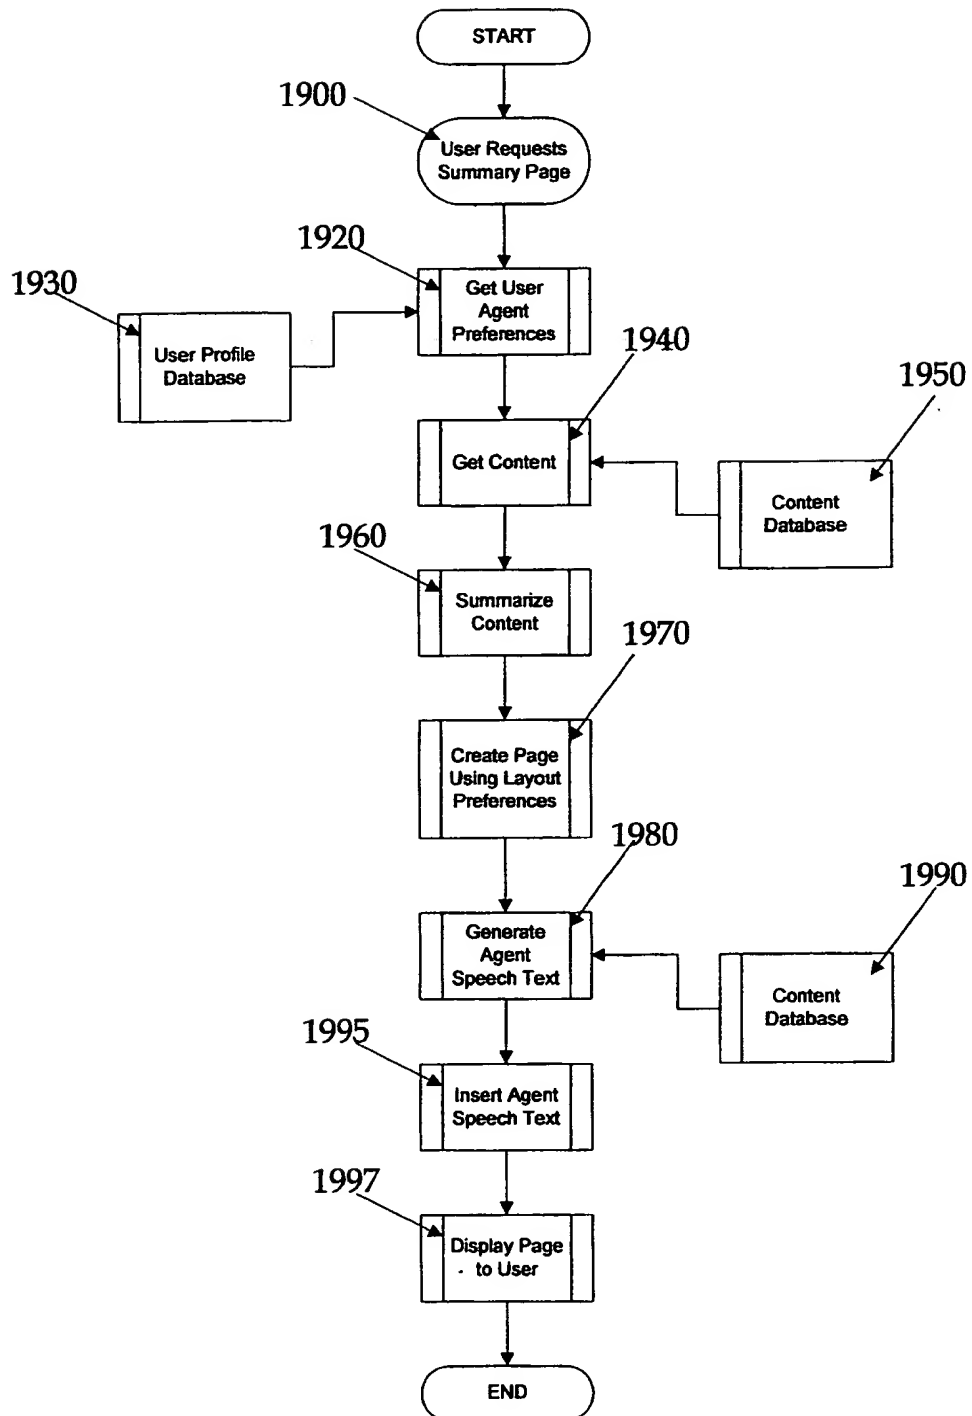 START
1900
User Requests
Summary Page
1920
1930
Get User
Agent
Preferences
User Profile
Database
1940
1950
Get Content
Content
Database
1960
Summarize
Content
1970
Create Page
Using Layout
Preferences
1980
1990
Generate
Agent
Speech Text
Content
Database
1995
Insert Agent
Speech Text
1997
Display Page
to User
END